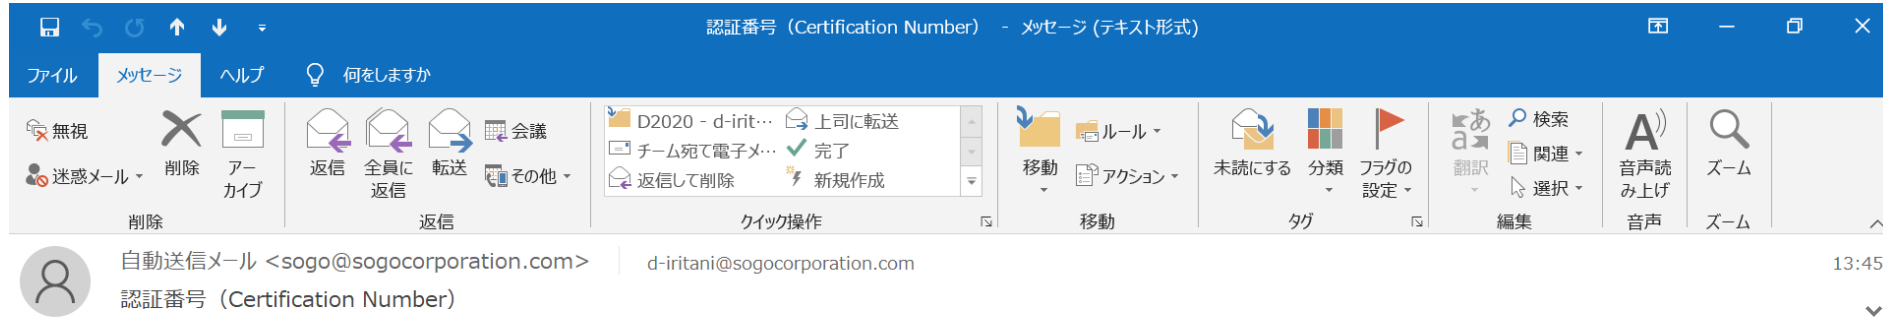 認証番号（Certification Number） - メッセージ (テキスト形式)
ファイル メッセージ ヘルプ 何をしますか
無視
迷惑メール
削除
アー
カイブ
削除
返信
全員に
返信
転送
会議
その他
返信
D2020 - d-irit…
上司に転送
チーム宛て電子メ…
完了
返信して削除
新規作成
クイック操作
移動
ルール
アクション
移動
未読にする
分類
フラグの
設定
タグ
あ
a
翻訳
検索
関連
選択
編集
A
音声読
み上げ
音声
ズーム
ズーム
自動送信メール <sogo@sogocorporation.com> d-iritani@sogocorporation.com 13:45
認証番号（Certification Number）